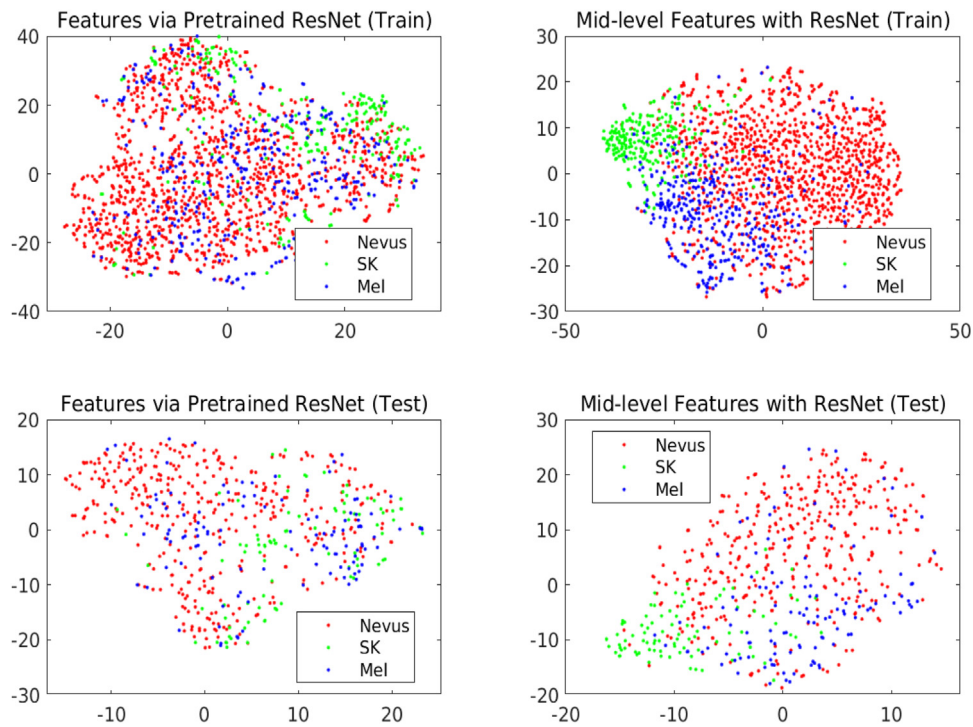 Features via Pretrained ResNet (Train)
40
20
0
-20
-40
-20
0
20
Nevus
SK
Mel
Mid-level Features with ResNet (Train)
30
20
10
0
-10
-20
-30
-50
0
50
Nevus
SK
Mel
Features via Pretrained ResNet (Test)
20
10
0
-10
-20
-30
-10
0
10
20
Nevus
SK
Mel
Mid-level Features with ResNet (Test)
30
20
10
0
-10
-20
-20
-10
0
10
Nevus
SK
Mel